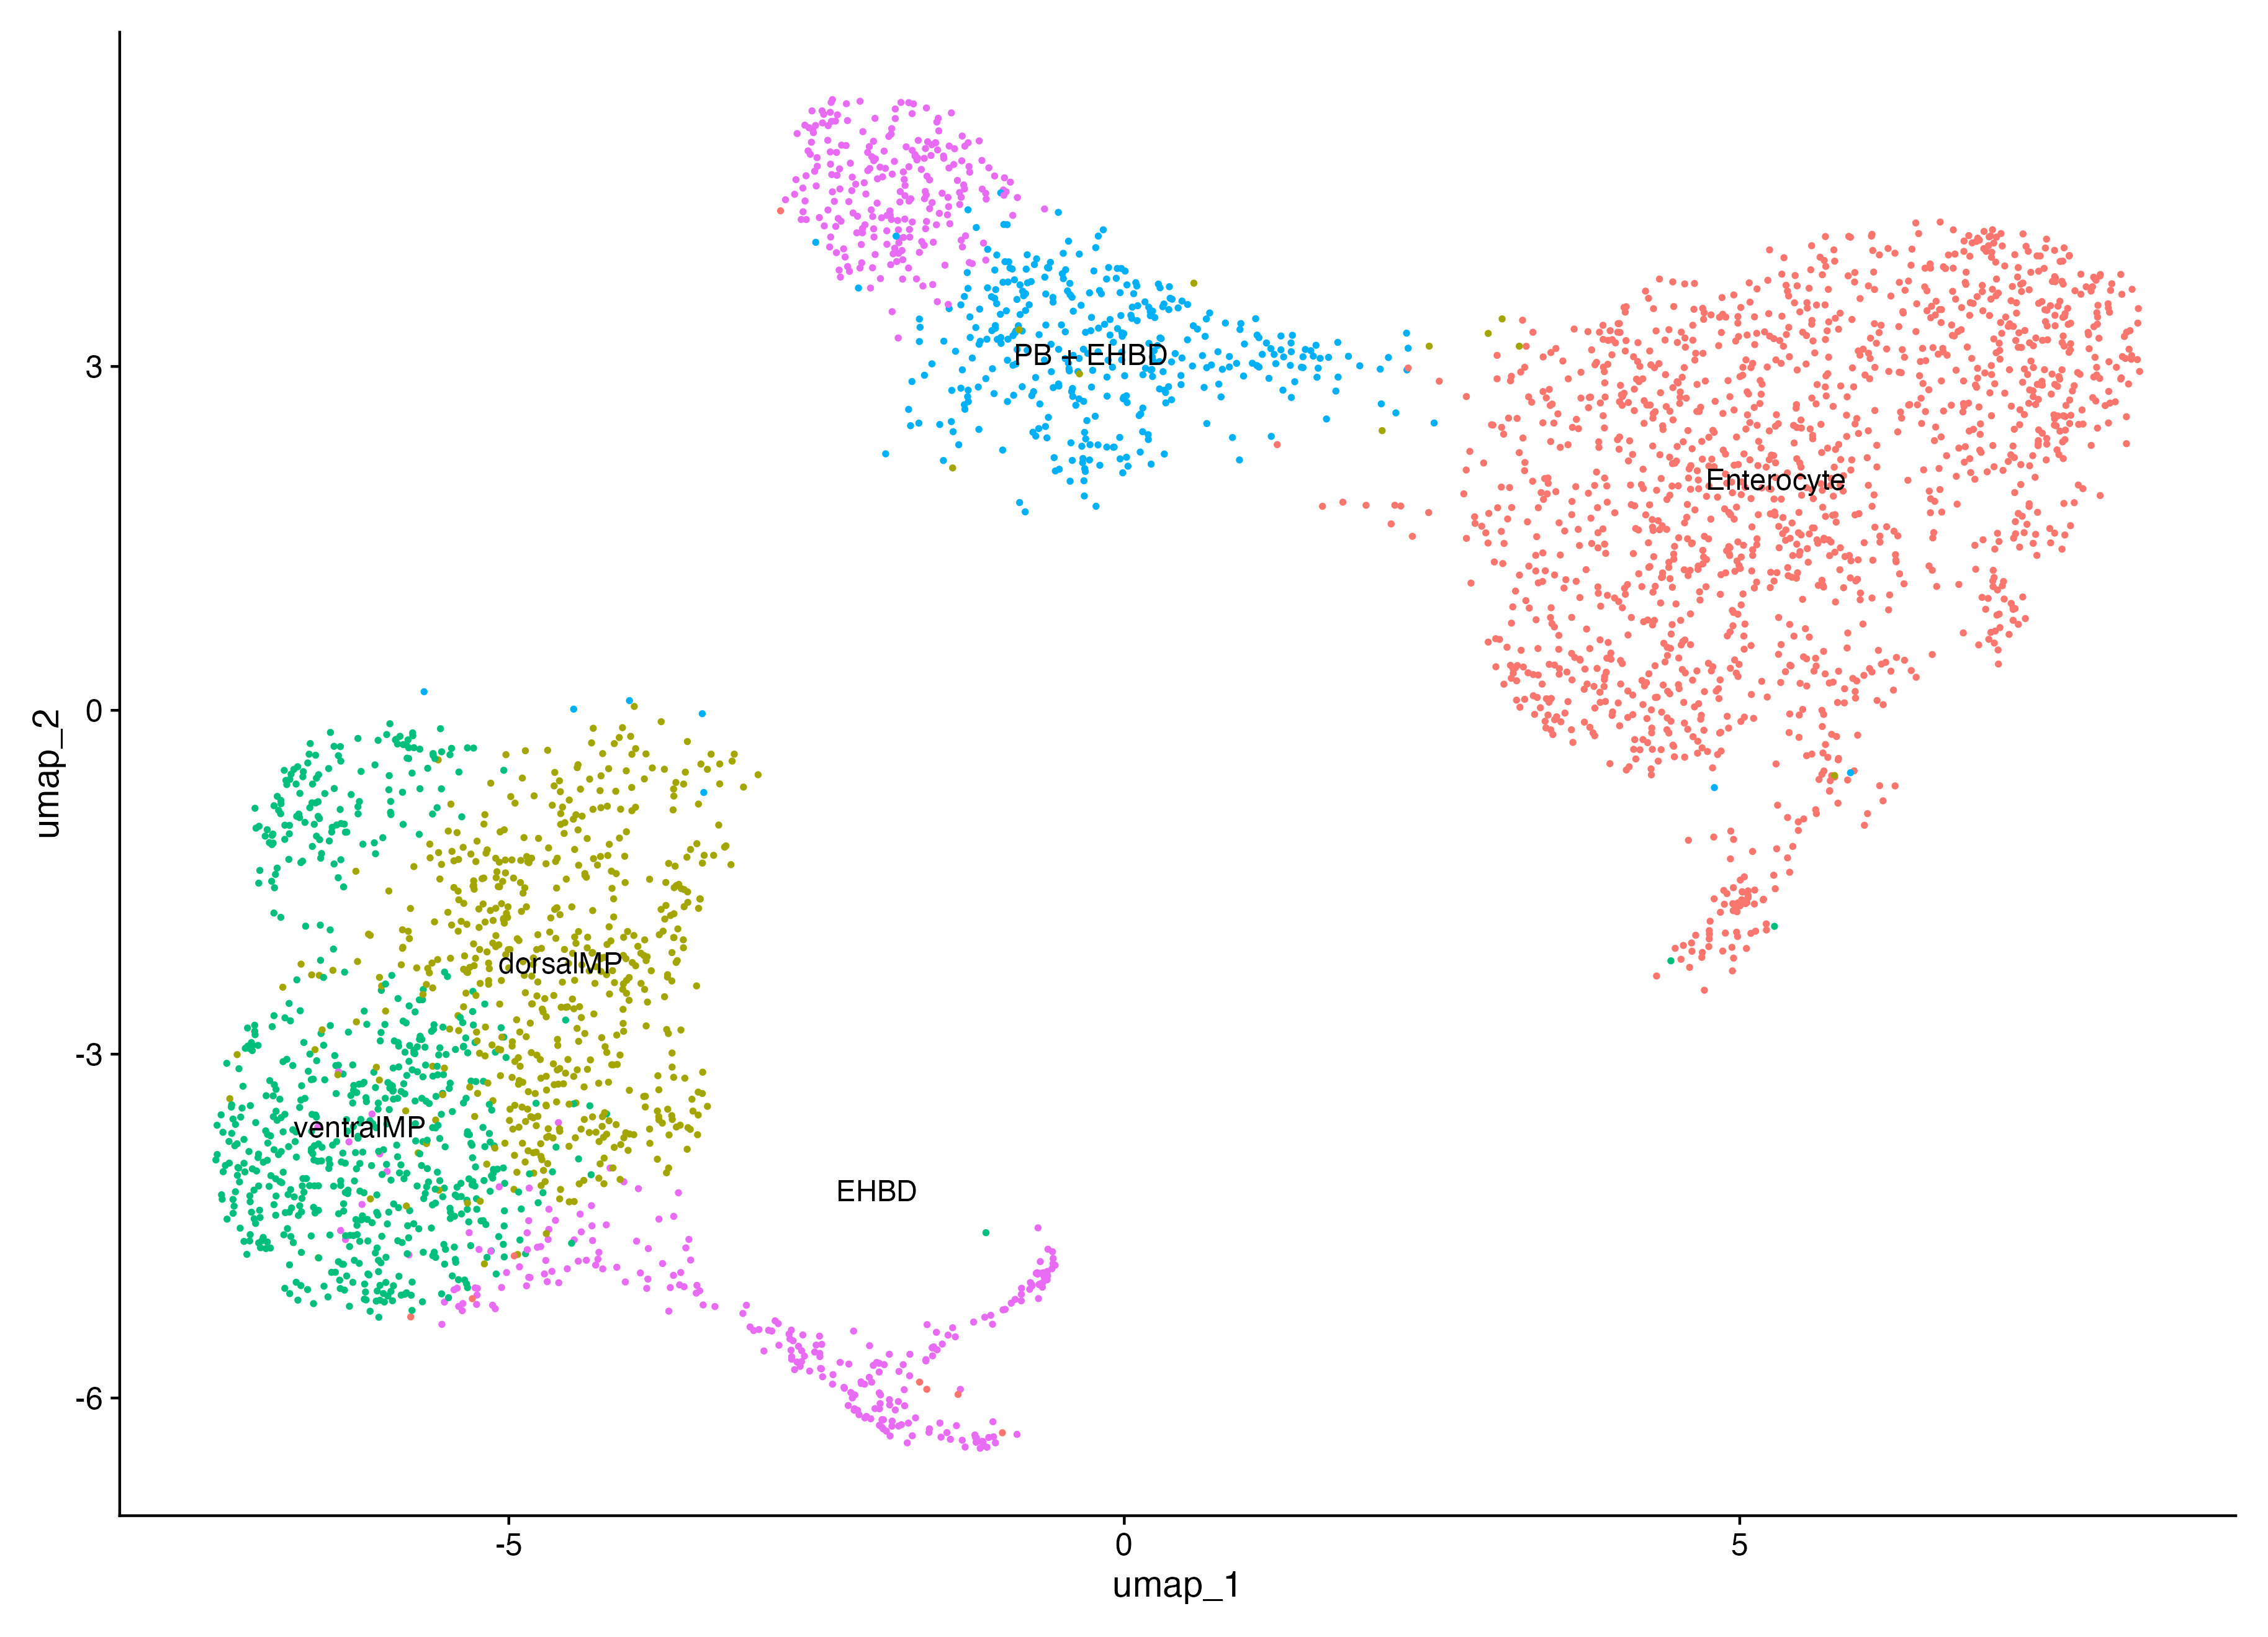 umap_2
3
0
-3
-6
PB + EHBD
Enterocyte
dorsalMP
ventralMP
EHBD
-5
0
5
umap_1